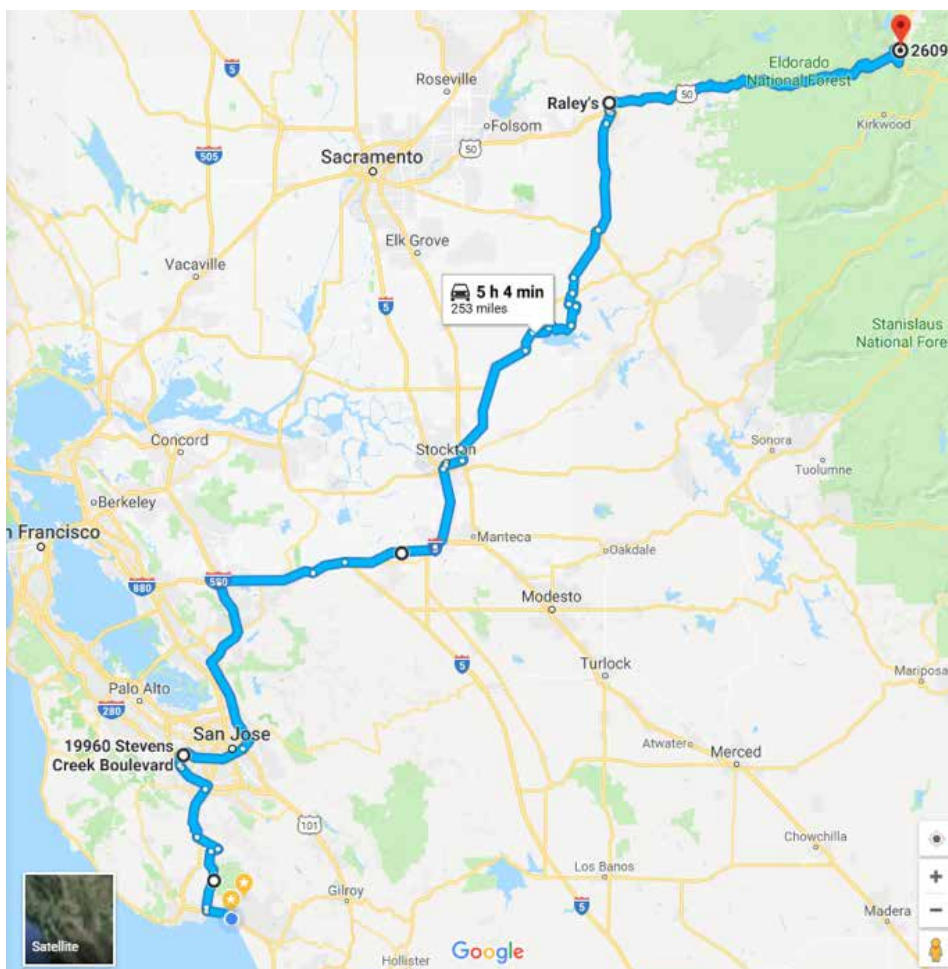 5
Roseville
Raley's
50
Eldorado
National Forest
2609
Folsom
Kirkwood
505
50
Sacramento
Elk Grove
Vacaville
5 h 4 min
253 miles
5
Stanislaus
National Fore
Concord
Stockton
Sonora
Tuolumne
Berkeley
n Francisco
5
Manteca
Oakdale
880
580
Modesto
5
Turlock
Palo Alto
280
Mariposa
San Jose
19960 Stevens
Creek Boulevard
Atwater
Merced
101
Chowchilla
Los Banos
Gilroy
5
Madera
Satellite
Hollister
Google